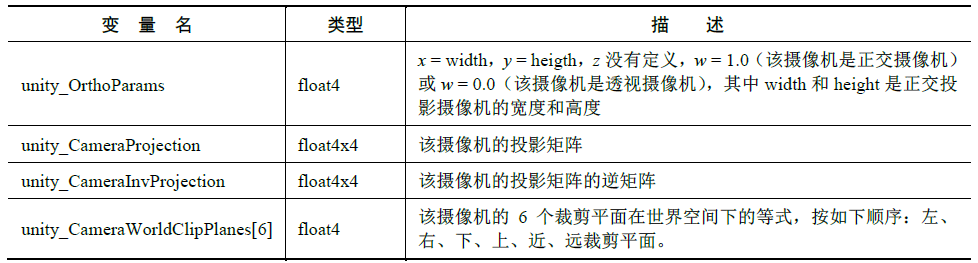 变 量 名 类型 描 述
unity_OrthoParams float4 x = width，y = heigth，z 没有定义，w = 1.0（该摄像机是正交摄像机）
或 w = 0.0（该摄像机是透视摄像机），其中 width 和 height 是正交投
影摄像机的宽度和高度
unity_CameraProjection float4x4 该摄像机的投影矩阵
unity_CameraInvProjection float4x4 该摄像机的投影矩阵的逆矩阵
unity_CameraWorldClipPlanes[6] float4 该摄像机的 6 个裁剪平面在世界空间下的等式，按如下顺序：左、
右、下、上、近、远裁剪平面。